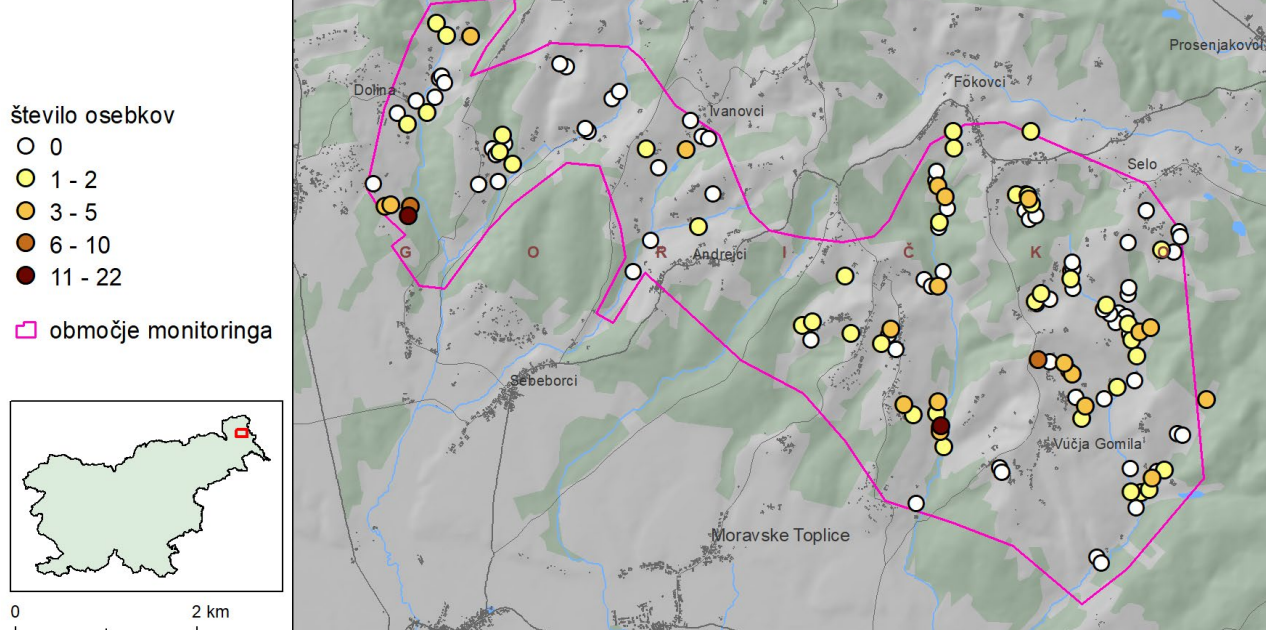 število osebkov
0
1 - 2
3 - 5
6 - 10
11 - 22
območje monitoringa
0 2 km
Prosenjakovci
Fokovci
Dolina
Ivanovci
Selo
G O R I Č K O
Andrejci
Sebeborci
Vučja Gomila
Moravske Toplice